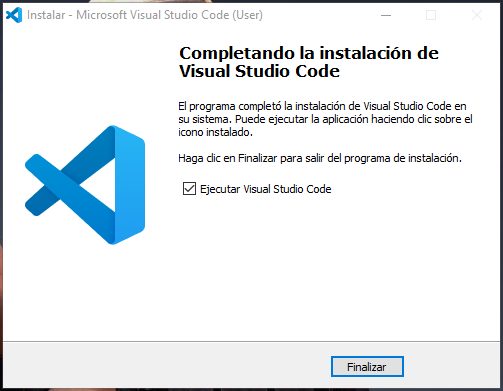 Instalar - Microsoft Visual Studio Code (User)
Completando la instalación de
Visual Studio Code
El programa completó la instalación de Visual Studio Code en
su sistema. Puede ejecutar la aplicación haciendo clic sobre el
icono instalado.
Haga clic en Finalizar para salir del programa de instalación.
Ejecutar Visual Studio Code
Finalizar